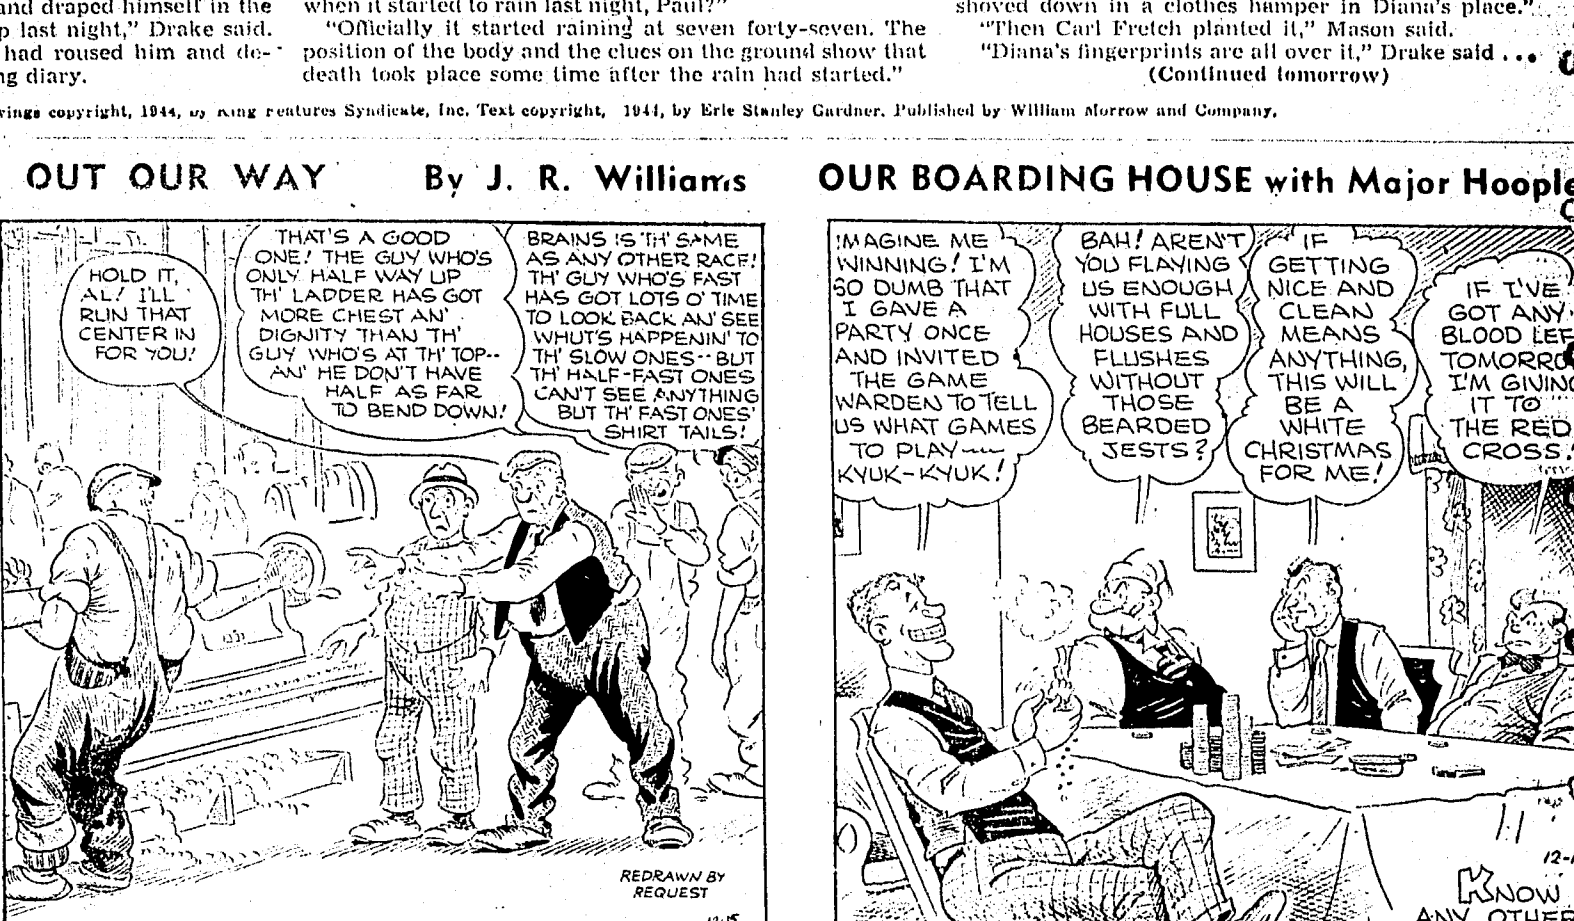 and draped himself in the
p last night," Drake said.
had roused him and de-
ng diary.
when it started to rain last night, Paul?"
"Officially it started raining at seven forty-seven. The
position of the body and the clues on the ground show that
death took place some time after the rain had started."
shoved down in a clothes hamper in Diana's place."
"Then Carl Fretch planted it," Mason said.
"Diana's fingerprints are all over it," Drake said ...
(Continued tomorrow)
wings copyright, 1944, by King Features Syndicate, Inc. Text copyright, 1944, by Erle Stanley Gardner. Published by William Morrow and Company.
OUT OUR WAY By J. R. Williams
HOLD IT,
AL! I'LL
RUN THAT
CENTER IN
FOR YOU!
THAT'S A GOOD
ONE! THE GUY WHO'S
ONLY HALF WAY UP
TH' LADDER HAS GOT
MORE CHEST AN'
DIGNITY THAN TH'
GUY WHO'S AT TH' TOP--
AN' HE DON'T HAVE
HALF AS FAR
TO BEND DOWN!
BRAINS IS TH' SAME
AS ANY OTHER RACE!
TH' GUY WHO'S FAST
HAS GOT LOTS O' TIME
TO LOOK BACK AN' SEE
WHUT'S HAPPENIN' TO
TH' SLOW ONES--BUT
TH' HALF-FAST ONES
CAN'T SEE ANYTHING
BUT TH' FAST ONES'
SHIRT TAILS!
REDRAWN BY
REQUEST
12-15
OUR BOARDING HOUSE with Major Hoople
IMAGINE ME
WINNING! I'M
SO DUMB THAT
I GAVE A
PARTY ONCE
AND INVITED
THE GAME
WARDEN TO TELL
US WHAT GAMES
TO PLAY~~
KYUK-KYUK!
BAH! AREN'T
YOU FLAYING
US ENOUGH
WITH FULL
HOUSES AND
FLUSHES
WITHOUT
THOSE
BEARDED
JESTS?
IF
GETTING
NICE AND
CLEAN
MEANS
ANYTHING,
THIS WILL
BE A
WHITE
CHRISTMAS
FOR ME!
IF I'VE
GOT ANY
BLOOD LEF
TOMORRO
I'M GIVING
IT TO
THE RED
CROSS!
12-1
KNOW
ANY OTHER